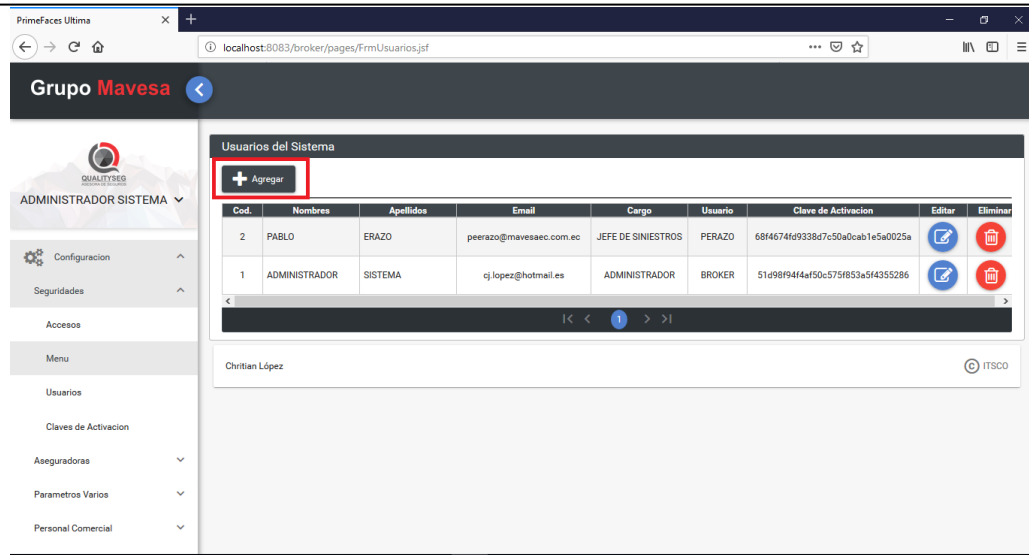 PrimeFaces Ultima
localhost:8083/broker/pages/FrmUsuarios.jsf
Grupo Mavesa
QUALITYSEG
ASESORA DE SEGUROS
ADMINISTRADOR SISTEMA
Configuracion
Seguridades
Accesos
Menu
Usuarios
Claves de Activacion
Aseguradoras
Parametros Varios
Personal Comercial
Usuarios del Sistema
Agregar
Cod. Nombres Apellidos Email Cargo Usuario Clave de Activacion Editar Eliminar
2 PABLO ERAZO peerazo@mavesaec.com.ec JEFE DE SINIESTROS PERAZO 68f4674fd9338d7c50a0cab1e5a0025a
1 ADMINISTRADOR SISTEMA cj.lopez@hotmail.es ADMINISTRADOR BROKER 51d98f94f4af50c575f853a5f4355286
1
Chritian López
© ITSCO